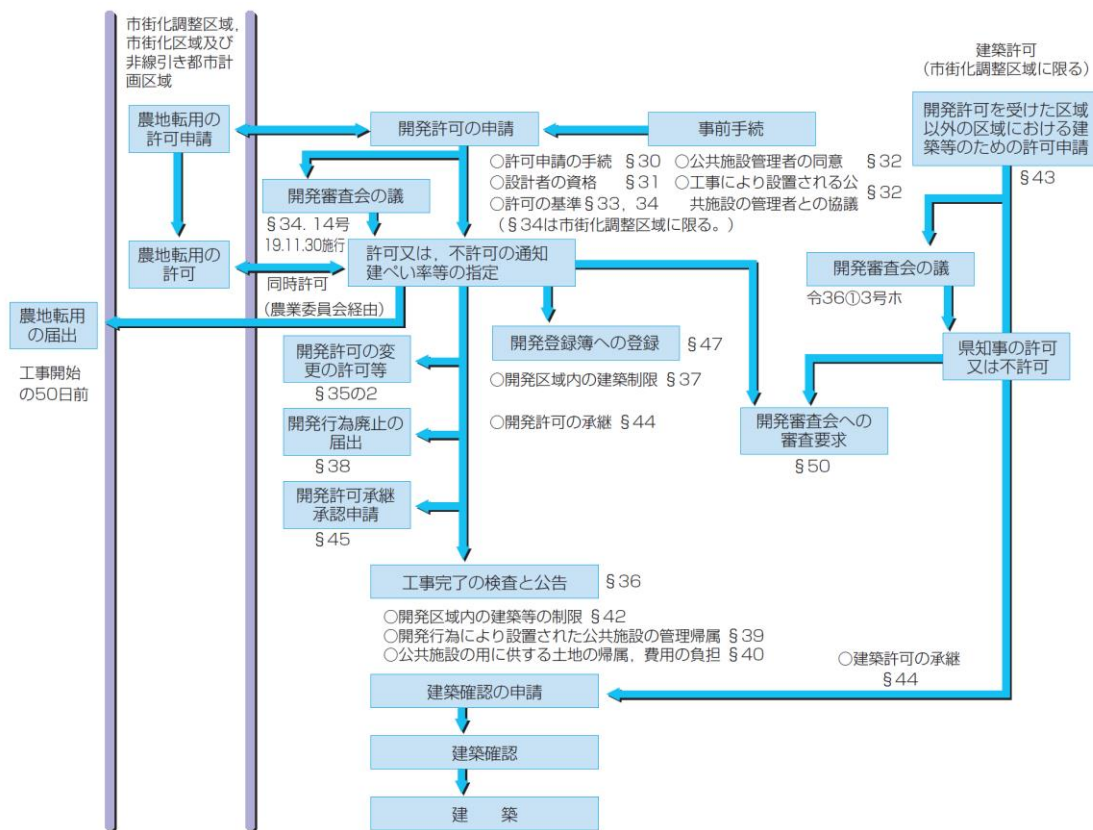 市街化調整区域,
市街化区域及び
非線引き都市計
画区域
建築許可
(市街化調整区域に限る)
農地転用の
許可申請
開発許可の申請
事前手続
開発許可を受けた区域
以外の区域における建
築等のための許可申請
§43
○許可申請の手続 §30
○設計者の資格 §31
○許可の基準§33, 34
(§34は市街化調整区域に限る。)
○公共施設管理者の同意 §32
○工事により設置される公
共施設の管理者との協議
§32
開発審査会の議
§34. 14号
19.11.30施行
農地転用の
許可
同時許可
(農業委員会経由)
許可又は,不許可の通知
建ぺい率等の指定
開発審査会の議
令36①3号ホ
農地転用
の届出
工事開始
の50日前
開発登録簿への登録 §47
県知事の許可
又は不許可
開発許可の変
更の許可等
§35の2
○開発区域内の建築制限 §37
○開発許可の承継 §44
開発審査会への
審査要求
§50
開発行為廃止の
届出
§38
開発許可承継
承認申請
§45
工事完了の検査と公告 §36
○開発区域内の建築等の制限 §42
○開発行為により設置された公共施設の管理帰属 §39
○公共施設の用に供する土地の帰属,費用の負担 §40
○建築許可の承継
§44
建築確認の申請
建築確認
建 築